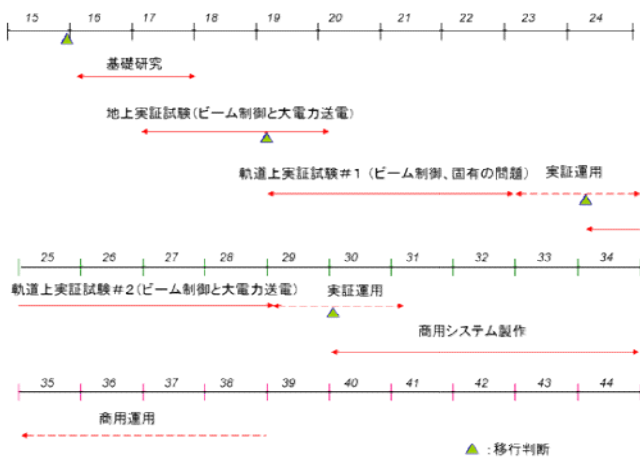 15 16 17 18 19 20 21 22 23 24
基礎研究
地上実証試験(ビーム制御と大電力送電)
軌道上実証試験#1 (ビーム制御、固有の問題) 実証運用
25 26 27 28 29 30 31 32 33 34
軌道上実証試験#2(ビーム制御と大電力送電) 実証運用
商用システム製作
35 36 37 38 39 40 41 42 43 44
商用運用
:移行判断